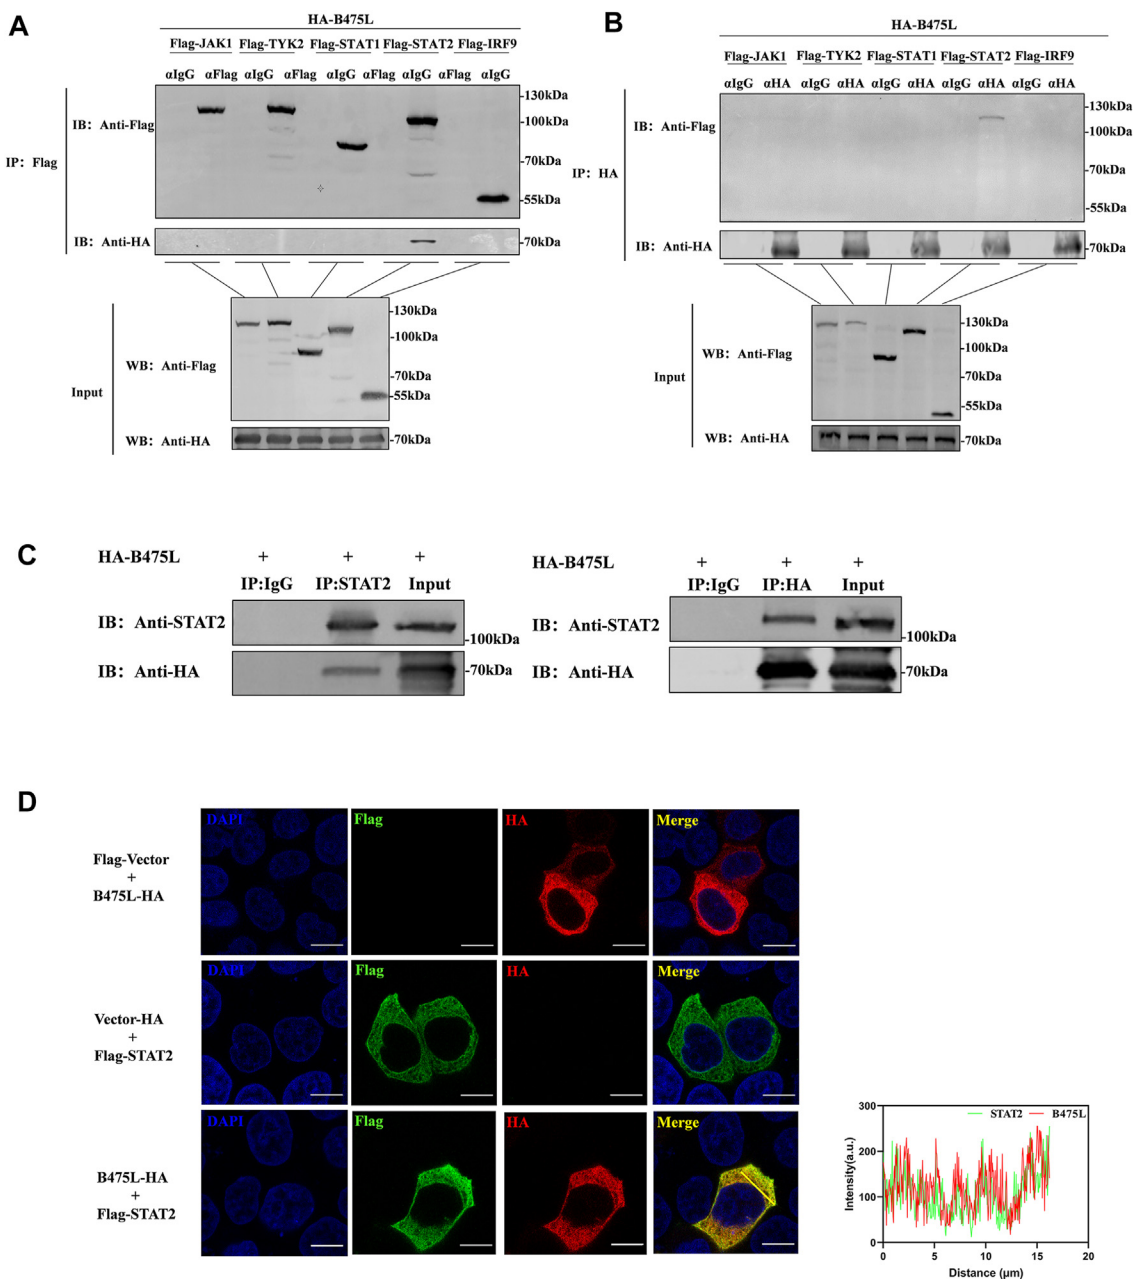 A
HA-B475L
Flag-JAK1 Flag-TYK2 Flag-STAT1 Flag-STAT2 Flag-IRF9
αIgG αFlag αIgG αFlag αIgG αFlag αIgG αFlag αIgG
IP: Flag
IB: Anti-Flag
-130kDa
-100kDa
-70kDa
-55kDa
IB: Anti-HA
-70kDa
Input
WB: Anti-Flag
-130kDa
-100kDa
-70kDa
-55kDa
WB: Anti-HA
-70kDa
B
HA-B475L
Flag-JAK1 Flag-TYK2 Flag-STAT1 Flag-STAT2 Flag-IRF9
αIgG αHA αIgG αHA αIgG αHA αIgG αHA αIgG αHA
IP: HA
IB: Anti-Flag
-130kDa
-100kDa
-70kDa
-55kDa
IB: Anti-HA
-70kDa
Input
WB: Anti-Flag
-130kDa
-100kDa
-70kDa
-55kDa
WB: Anti-HA
-70kDa
C
HA-B475L + + +
IP:IgG IP:STAT2 Input
IB: Anti-STAT2
-100kDa
IB: Anti-HA
-70kDa
HA-B475L + + +
IP:IgG IP:HA Input
IB: Anti-STAT2
-100kDa
IB: Anti-HA
-70kDa
D
Flag-Vector
+
B475L-HA
DAPI Flag HA Merge
Vector-HA
+
Flag-STAT2
DAPI Flag HA Merge
B475L-HA
+
Flag-STAT2
DAPI Flag HA Merge
STAT2 B475L
Intensity(a.u.)
300
200
100
0
0 5 10 15 20
Distance (μm)